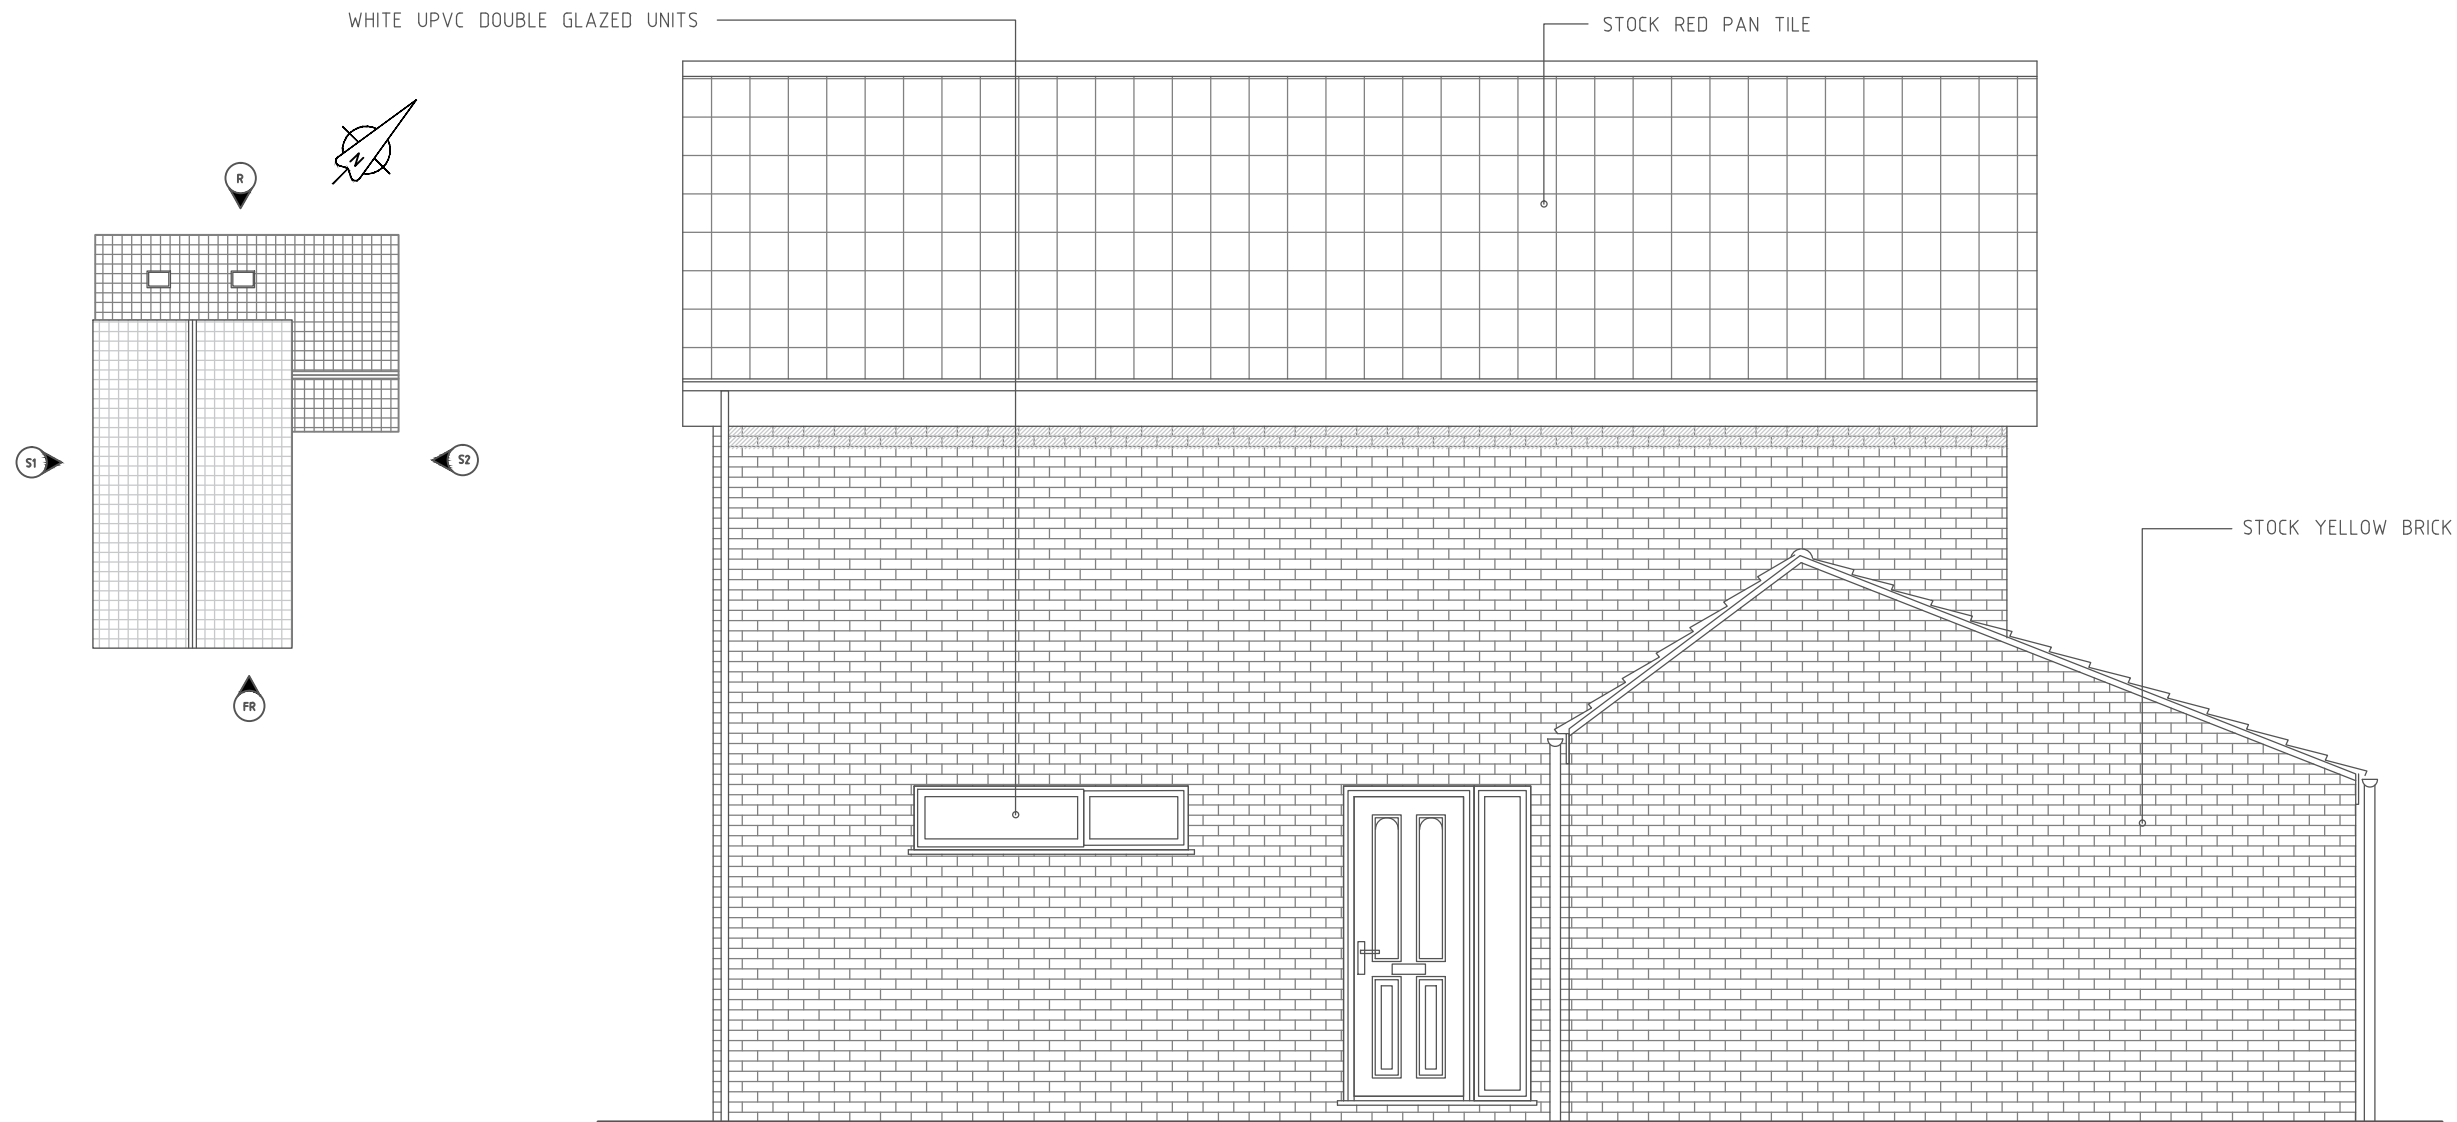 WHITE UPVC DOUBLE GLAZED UNITS
STOCK RED PAN TILE
N
R
S1
S2
STOCK YELLOW BRICK
FR